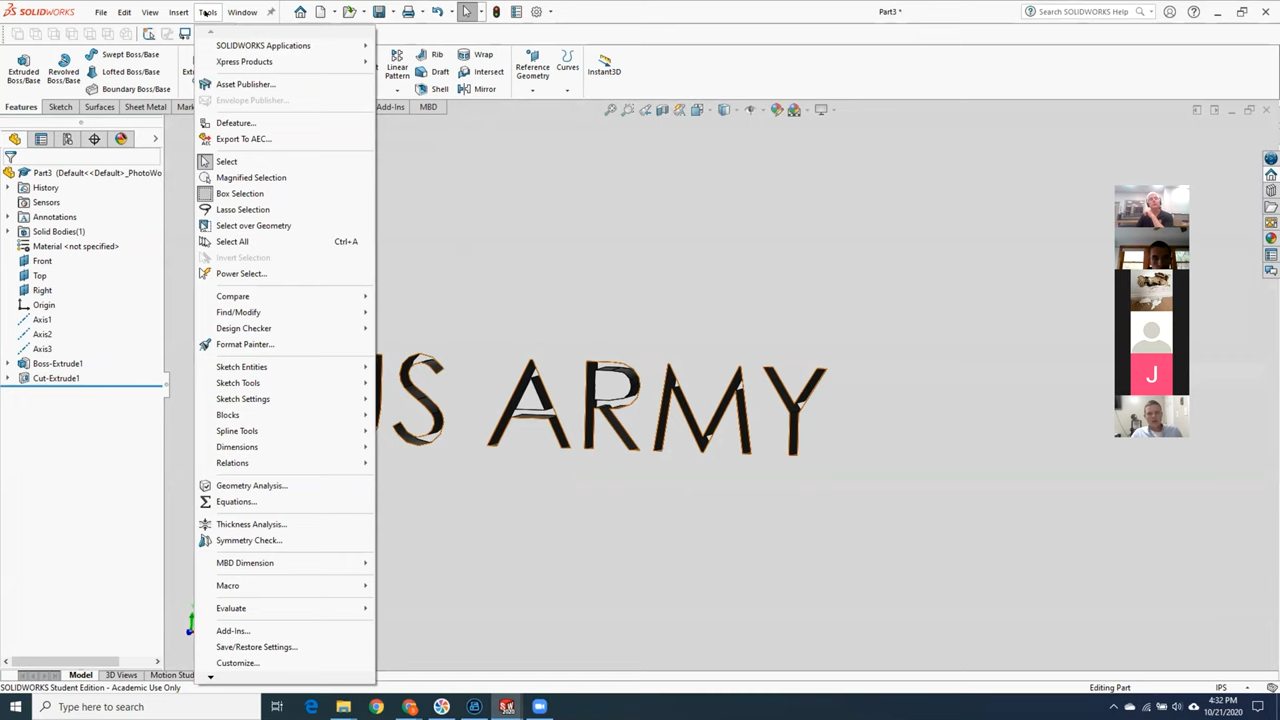 SOLIDWORKS File Edit View Insert Tools Window Part3 * Search SOLIDWORKS Help
Extruded Boss/Base
Revolved Boss/Base
Swept Boss/Base
Lofted Boss/Base
Boundary Boss/Base
Linear Pattern
Rib
Draft
Shell
Wrap
Intersect
Mirror
Reference Geometry
Curves
Instant3D
Features Sketch Surfaces Sheet Metal Add-Ins MBD
Part3 (Default<<Default>_PhotoWo
History
Sensors
Annotations
Solid Bodies(1)
Material <not specified>
Front
Top
Right
Origin
Axis1
Axis2
Axis3
Boss-Extrude1
Cut-Extrude1
SOLIDWORKS Applications
Xpress Products
Asset Publisher...
Envelope Publisher...
Defeature...
Export To AEC...
Select
Magnified Selection
Box Selection
Lasso Selection
Select over Geometry
Select All Ctrl+A
Invert Selection
Power Select...
Compare
Find/Modify
Design Checker
Format Painter...
Sketch Entities
Sketch Tools
Sketch Settings
Blocks
Spline Tools
Dimensions
Relations
Geometry Analysis...
Equations...
Thickness Analysis...
Symmetry Check...
MBD Dimension
Macro
Evaluate
Add-Ins...
Save/Restore Settings...
Customize...
US ARMY
J
Model 3D Views Motion Stu
SOLIDWORKS Student Edition - Academic Use Only Editing Part IPS
Type here to search
4:32 PM
10/21/2020